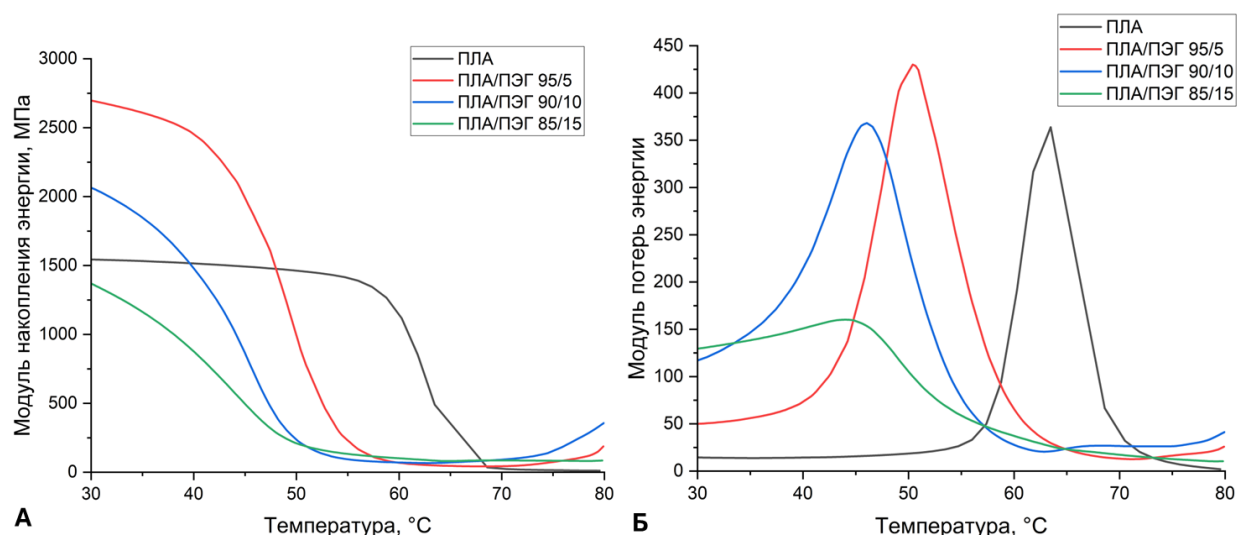 ПЛА
ПЛА/ПЭГ 95/5
ПЛА/ПЭГ 90/10
ПЛА/ПЭГ 85/15
Модуль накопления энергии, МПа
3000
2500
2000
1500
1000
500
0
30 40 50 60 70 80
Температура, °C
А
ПЛА
ПЛА/ПЭГ 95/5
ПЛА/ПЭГ 90/10
ПЛА/ПЭГ 85/15
Модуль потерь энергии
450
400
350
300
250
200
150
100
50
0
30 40 50 60 70 80
Температура, °C
Б